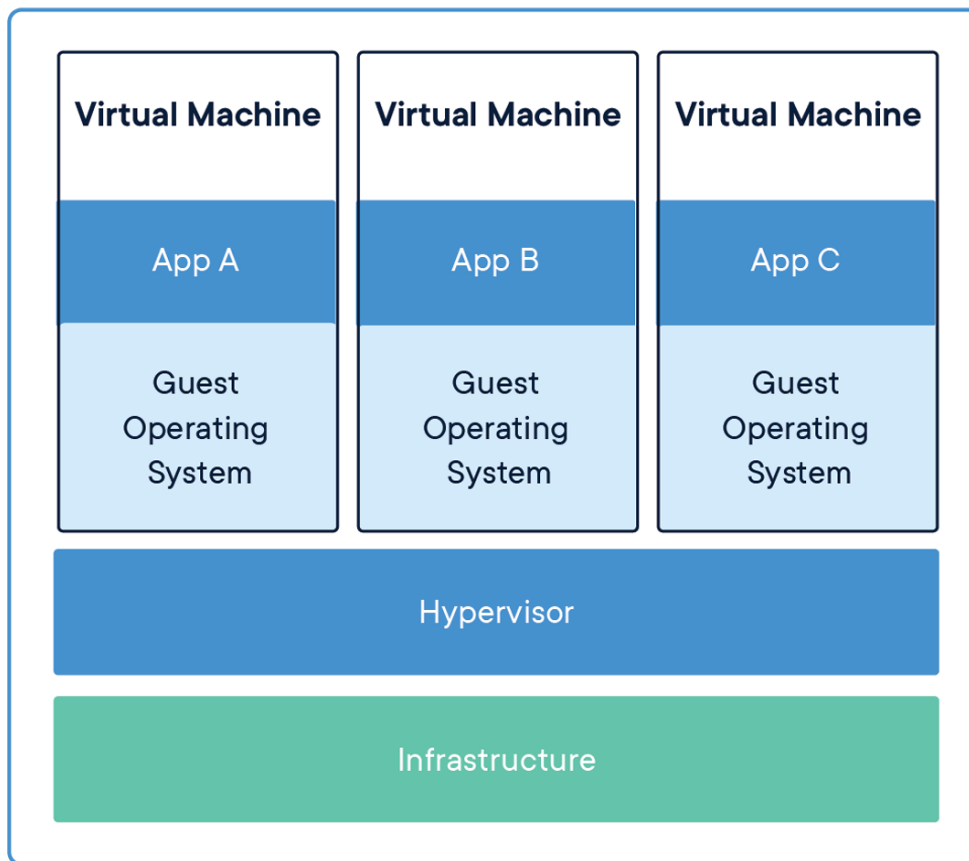 Virtual Machine
App A
Guest
Operating
System
Virtual Machine
App B
Guest
Operating
System
Virtual Machine
App C
Guest
Operating
System
Hypervisor
Infrastructure